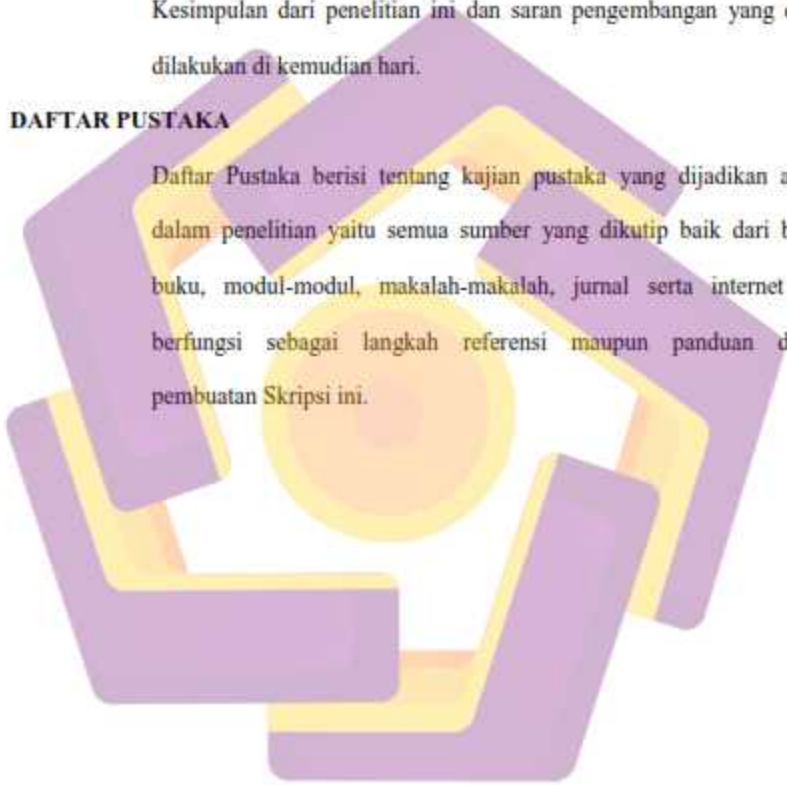 Kesimpulan dari penelitian ini dan saran pengembangan yang
dilakukan di kemudian hari.
DAFTAR PUSTAKA
Daftar Pustaka berisi tentang kajian pustaka yang dijadikan
dalam penelitian yaitu semua sumber yang dikutip baik dari
buku, modul-modul, makalah-makalah, jurnal serta internet
berfungsi sebagai langkah referensi maupun panduan
pembuatan Skripsi ini.